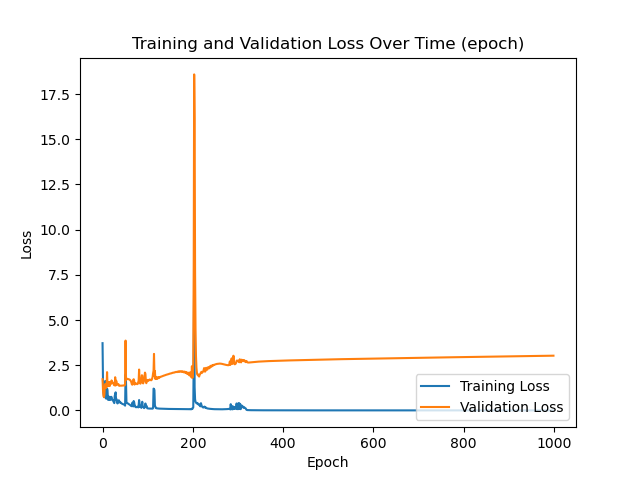 Training and Validation Loss Over Time (epoch)
17.5
15.0
12.5
10.0
7.5
5.0
2.5
0.0
Loss
Training Loss
Validation Loss
0 200 400 600 800 1000
Epoch